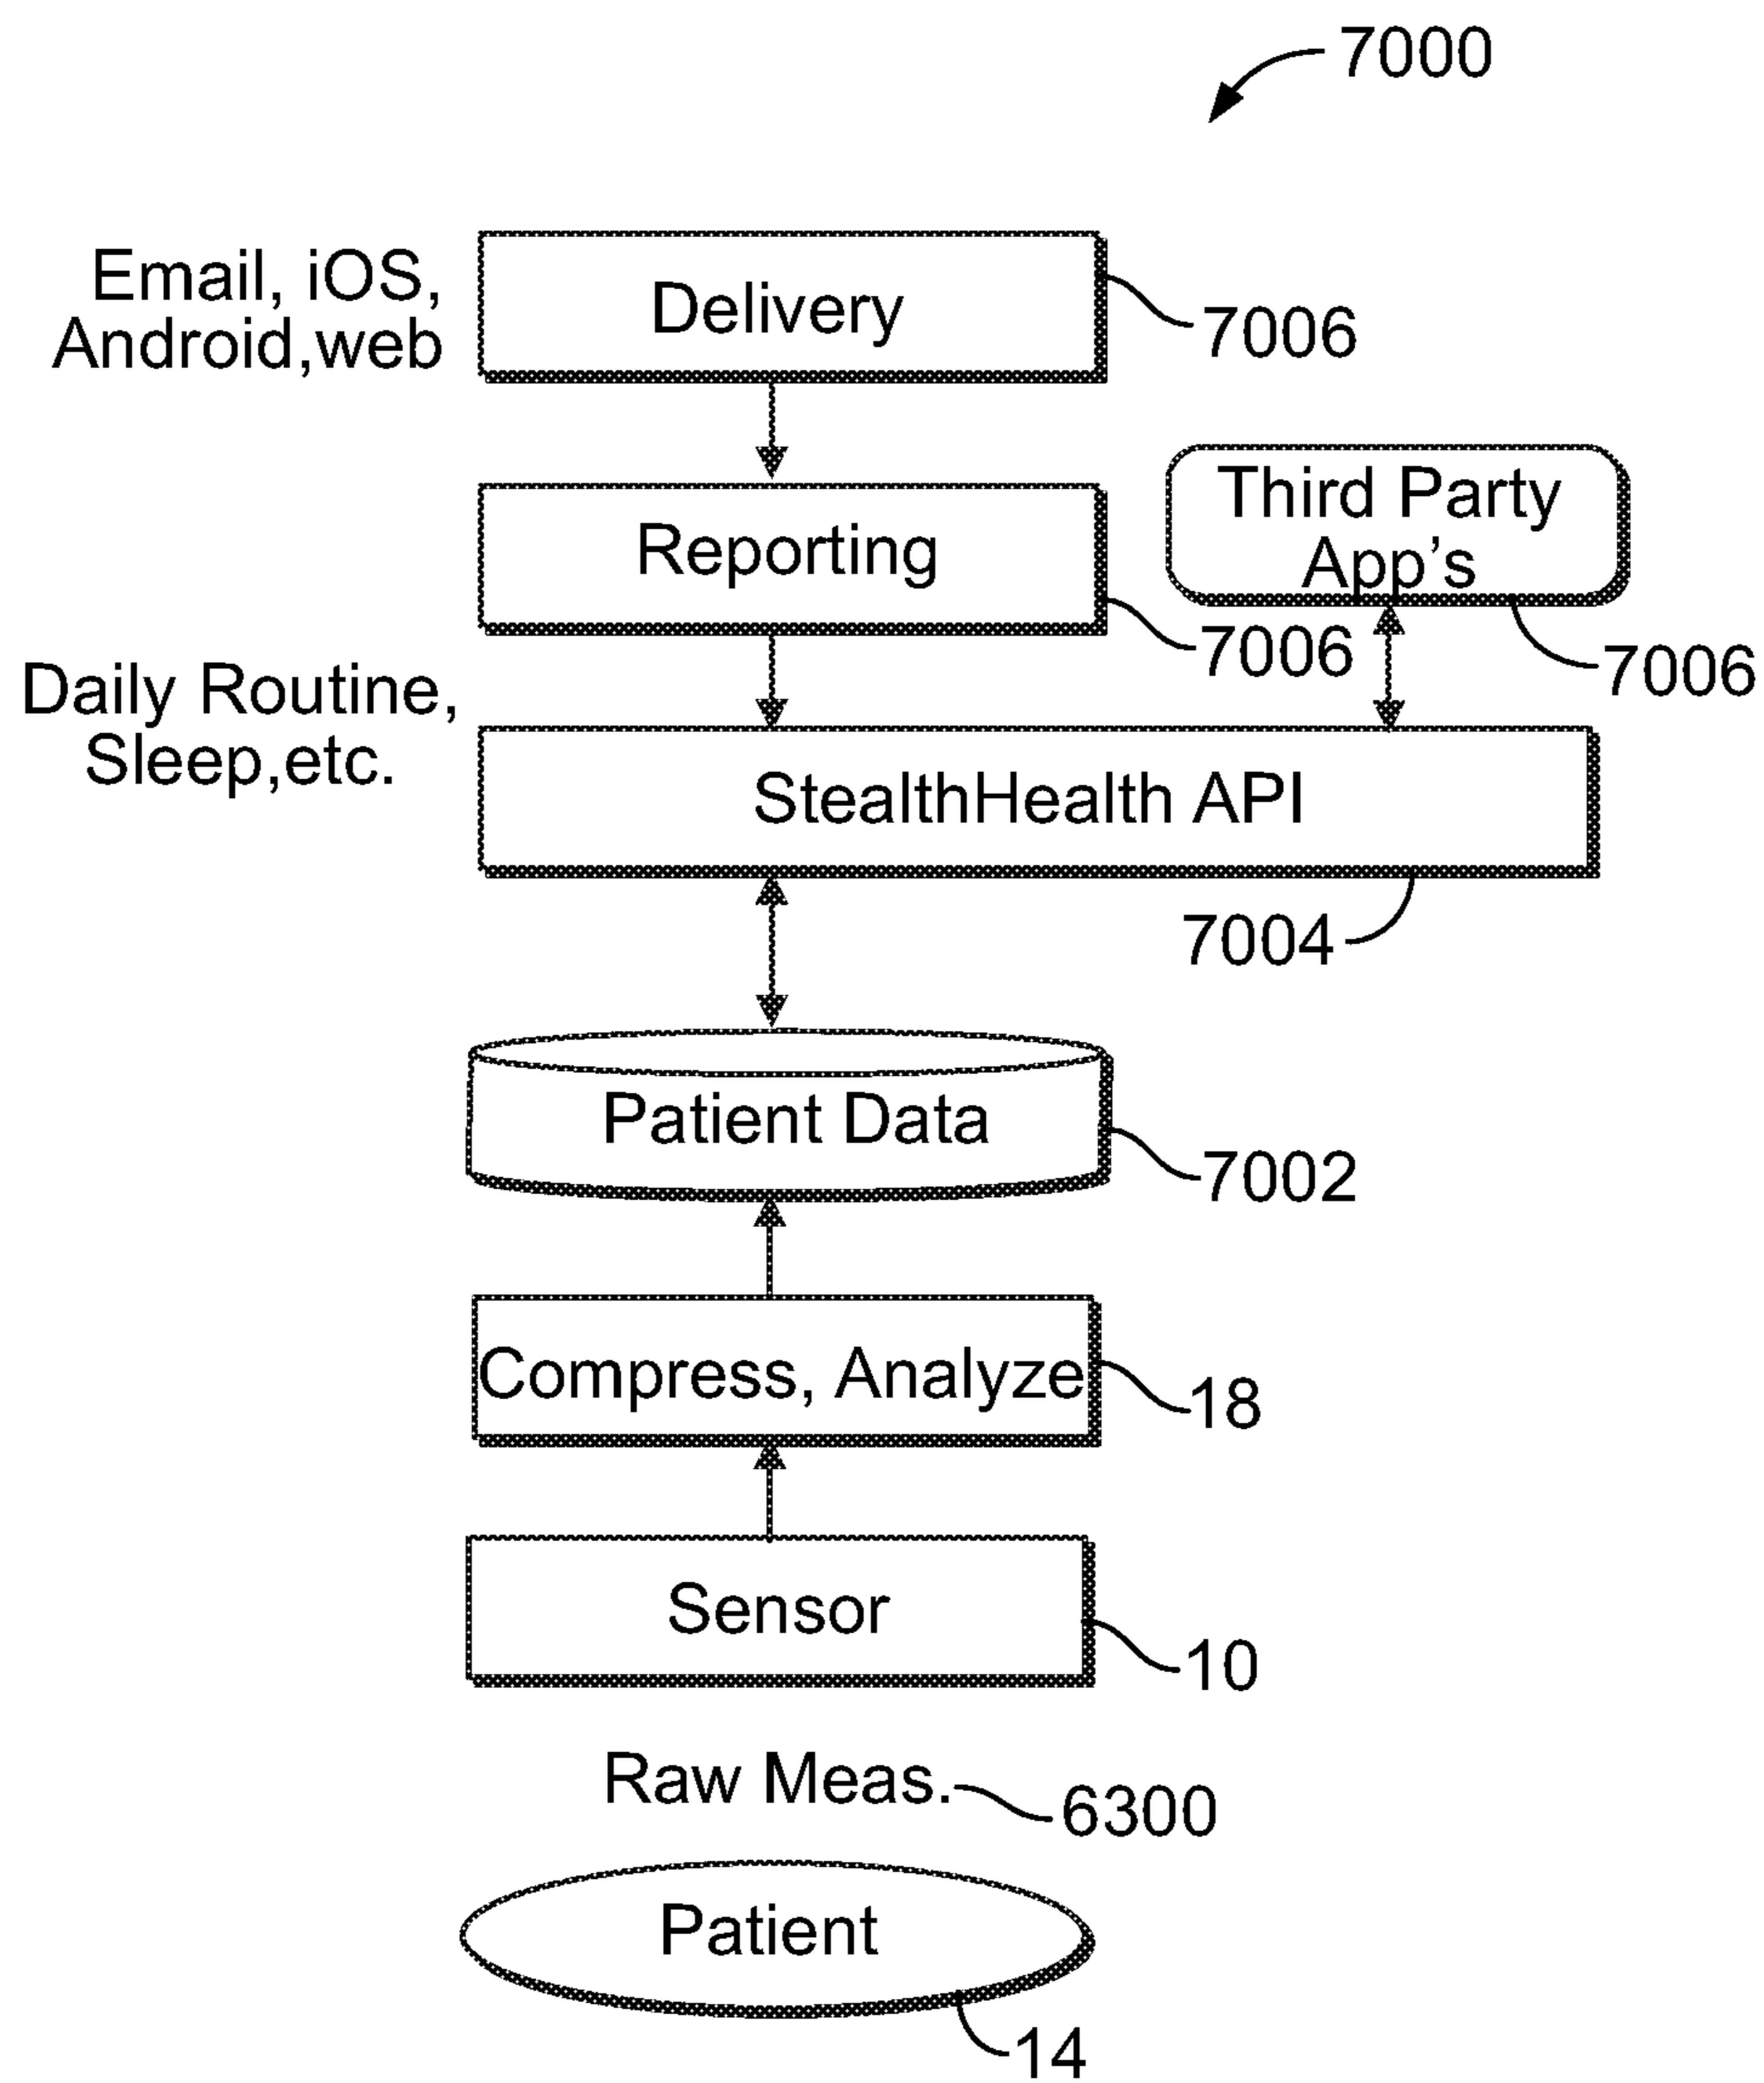 7000
Email, iOS,
Android,web
Delivery
7006
Reporting
7006
Third Party
App's
7006
Daily Routine,
Sleep,etc.
StealthHealth API
7004
Patient Data
7002
Compress, Analyze
18
Sensor
10
Raw Meas.
6300
Patient
14